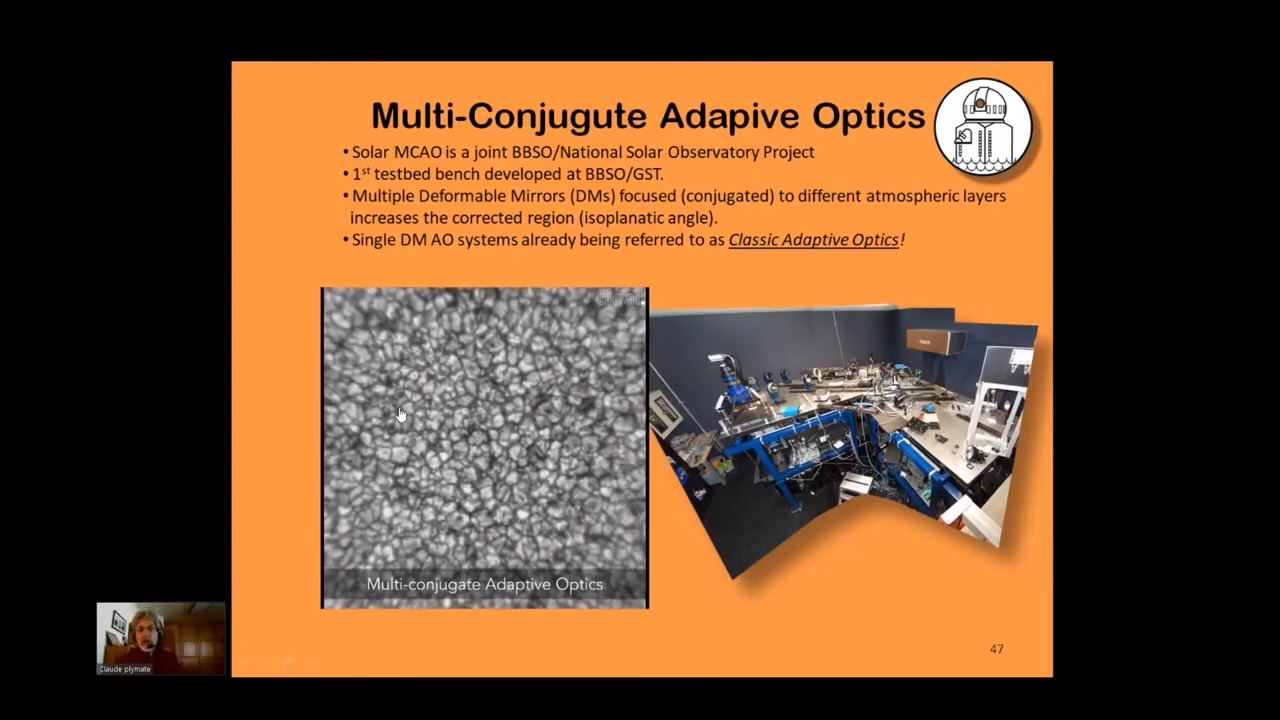 Multi-Conjugute Adapive Optics
• Solar MCAO is a joint BBSO/National Solar Observatory Project
• 1st testbed bench developed at BBSO/GST.
• Multiple Deformable Mirrors (DMs) focused (conjugated) to different atmospheric layers
increases the corrected region (isoplanatic angle).
• Single DM AO systems already being referred to as Classic Adaptive Optics!
Multi-conjugate Adaptive Optics
47
Claude plymate